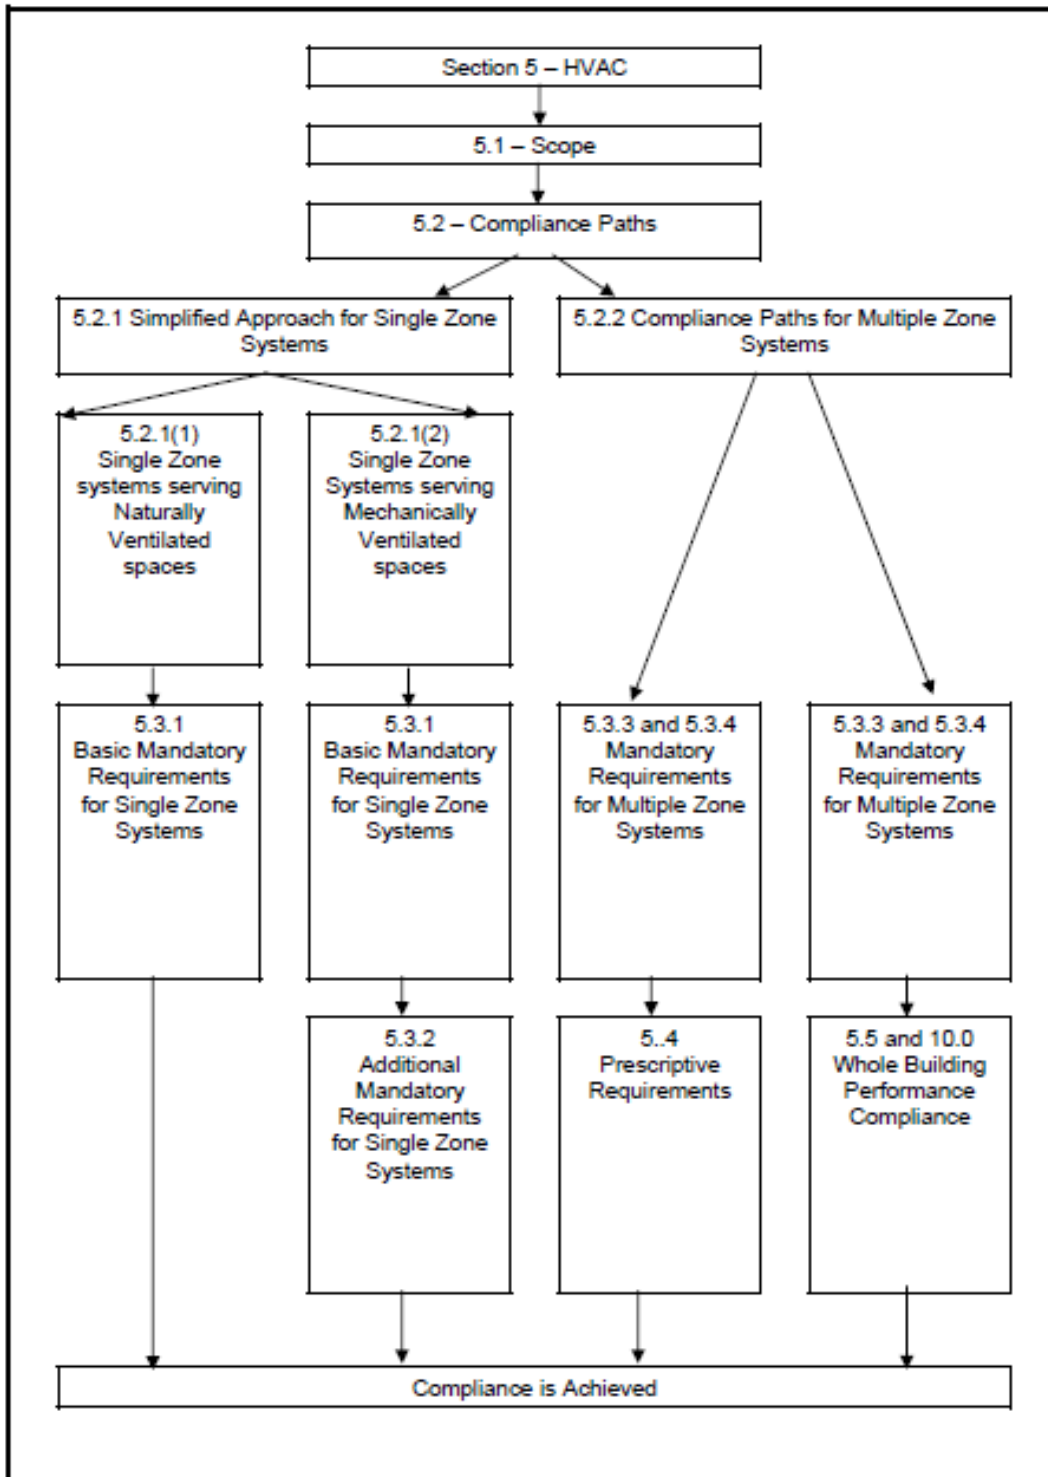 Section 5 – HVAC
5.1 – Scope
5.2 – Compliance Paths
5.2.1 Simplified Approach for Single Zone
Systems
5.2.2 Compliance Paths for Multiple Zone
Systems
5.2.1(1)
Single Zone
systems serving
Naturally
Ventilated
spaces
5.2.1(2)
Single Zone
Systems serving
Mechanically
Ventilated
spaces
5.3.1
Basic Mandatory
Requirements
for Single Zone
Systems
5.3.1
Basic Mandatory
Requirements
for Single Zone
Systems
5.3.3 and 5.3.4
Mandatory
Requirements
for Multiple Zone
Systems
5.3.3 and 5.3.4
Mandatory
Requirements
for Multiple Zone
Systems
5.3.2
Additional
Mandatory
Requirements
for Single Zone
Systems
5..4
Prescriptive
Requirements
5.5 and 10.0
Whole Building
Performance
Compliance
Compliance is Achieved